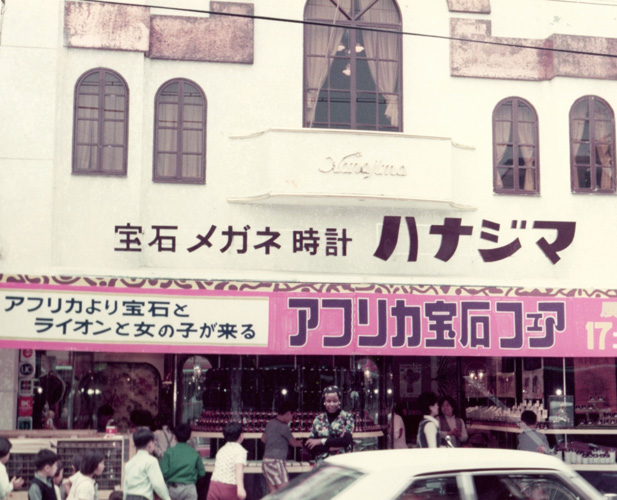 Hanajima
宝石 メガネ 時計 ハナジマ
アフリカより宝石と
ライオンと女の子が来る
アフリカ宝石フェア
17